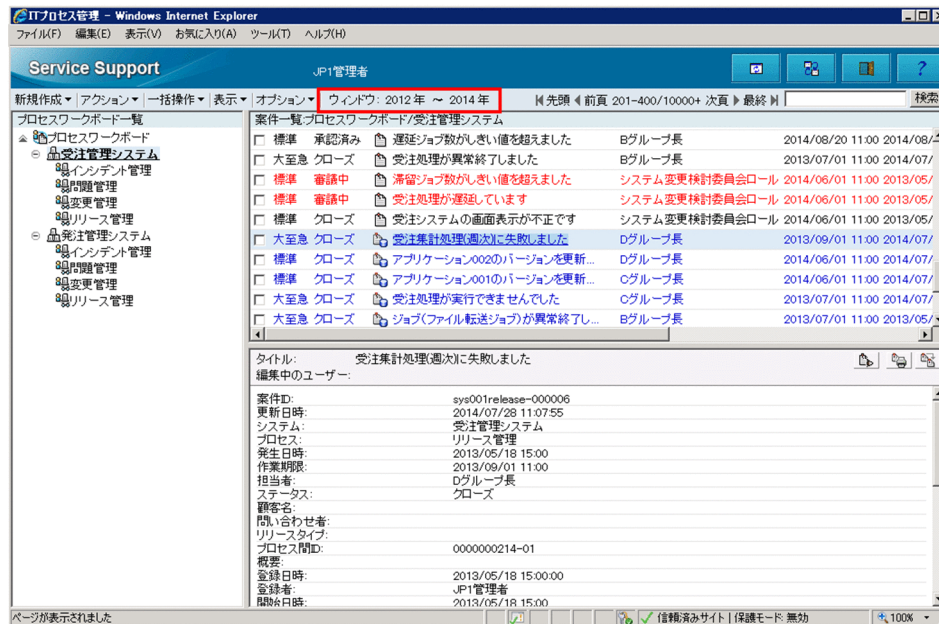 ITプロセス管理 - Windows Internet Explorer
ファイル(F) 編集(E) 表示(V) お気に入り(A) ツール(T) ヘルプ(H)
Service Support JP1管理者 ?
新規作成▼ アクション▼ 一括操作▼ 表示▼ オプション▼ ウィンドウ: 2012年 ～ 2014年 先頭 前頁 201-400/10000+ 次頁 最終 検索
プロセスワークボード一覧
プロセスワークボード
受注管理システム
インシデント管理
問題管理
変更管理
リリース管理
発注管理システム
インシデント管理
問題管理
変更管理
リリース管理
案件一覧:プロセスワークボード/受注管理システム
標準 承認済み 遅延ジョブ数がしきい値を超えました Bグループ長 2014/08/20 11:00 2014/08/
大至急 クローズ 受注処理が異常終了しました Bグループ長 2013/07/01 11:00 2014/07/
標準 審議中 滞留ジョブ数がしきい値を超えました システム変更検討委員会ロール 2014/06/01 11:00 2013/05/
標準 審議中 受注処理が遅延しています システム変更検討委員会ロール 2014/06/01 11:00 2013/05/
標準 クローズ 受注システムの画面表示が不正です システム変更検討委員会ロール 2014/06/01 11:00 2013/05/
大至急 クローズ 受注集計処理(週次)に失敗しました Dグループ長 2013/09/01 11:00 2014/07/
標準 クローズ アプリケーション002のバージョンを更新... Dグループ長 2014/06/01 11:00 2014/07/
標準 クローズ アプリケーション001のバージョンを更新... Cグループ長 2014/06/01 11:00 2014/07/
大至急 クローズ 受注処理が実行できませんでした Cグループ長 2013/07/01 11:00 2014/07/
大至急 クローズ ジョブ(ファイル転送ジョブ)が異常終了し... Bグループ長 2013/07/01 11:00 2013/05/
タイトル: 受注集計処理(週次)に失敗しました
編集中のユーザー:
案件ID: sys001release-000006
更新日時: 2014/07/28 11:07:55
システム: 受注管理システム
プロセス: リリース管理
発生日時: 2013/05/18 15:00
作業期限: 2013/09/01 11:00
担当者: Dグループ長
ステータス: クローズ
顧客名:
問い合わせ者:
リリースタイプ:
プロセス間ID: 0000000214-01
概要:
登録日時: 2013/05/18 15:00:00
登録者: JP1管理者
開始日時: 2013/05/18 15:00
ページが表示されました 信頼済みサイト | 保護モード: 無効 100%